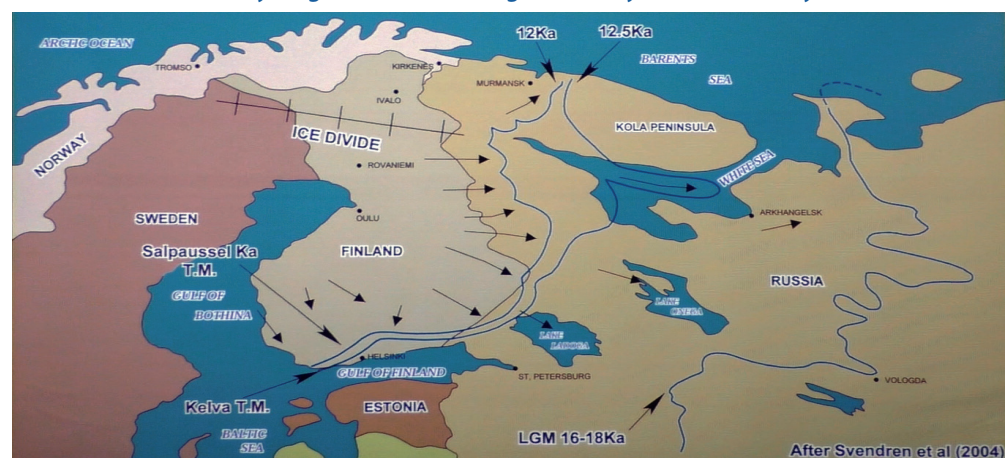 12Ka
12.5Ka
ARCTIC OCEAN
BARENTS
SEA
TROMSO
KIRKENES
MURMANSK
IVALO
KOLA PENINSULA
ICE DIVIDE
NORWAY
ROVANIEMI
WHITE SEA
SWEDEN
OULU
ARKHANGELSK
Salpaussel Ka
T.M.
FINLAND
RUSSIA
GULF OF
BOTHINA
LAKE
ONEGA
LAKE
LADOGA
HELSINKI
GULF OF FINLAND
ST. PETERSBURG
VOLOGDA
Kelva T.M.
ESTONIA
BALTIC
SEA
LGM 16-18Ka
After Svendren et al (2004)